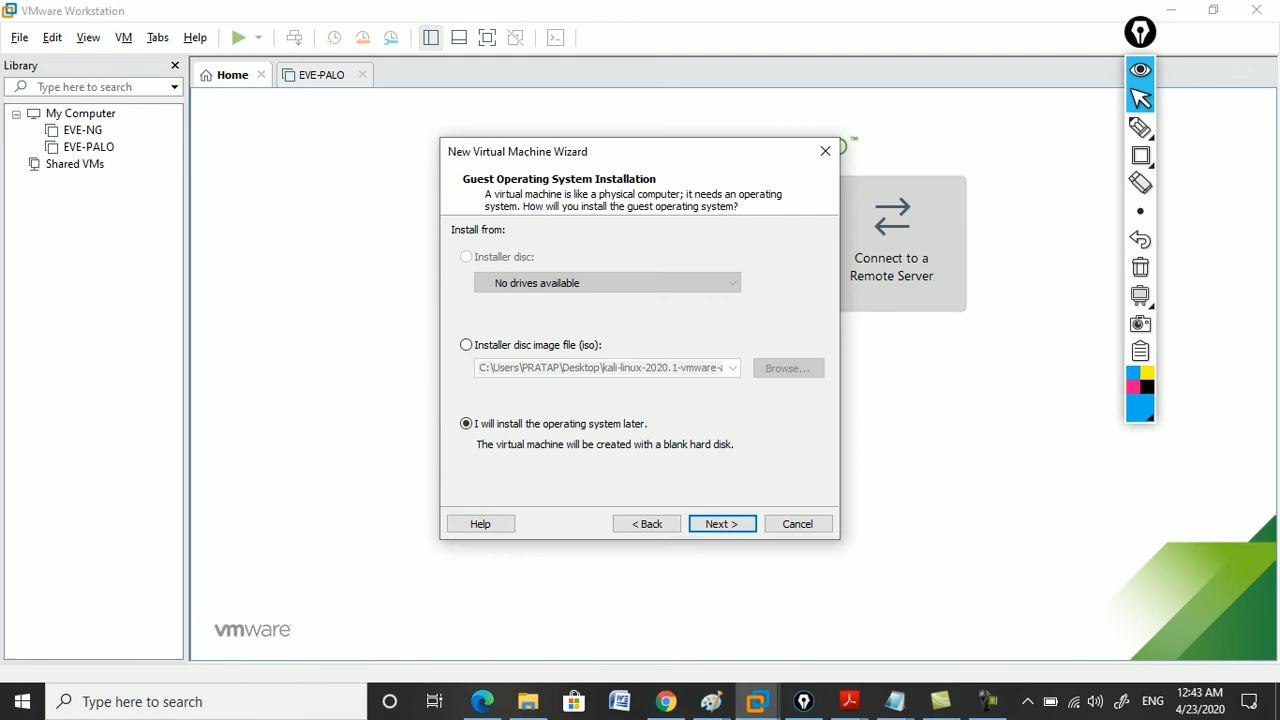 VMware Workstation
File Edit View VM Tabs Help
Library
Type here to search
My Computer
EVE-NG
EVE-PALO
Shared VMs
Home
EVE-PALO
™
Connect to a
Remote Server
New Virtual Machine Wizard
Guest Operating System Installation
A virtual machine is like a physical computer; it needs an operating
system. How will you install the guest operating system?
Install from:
Installer disc:
No drives available
Installer disc image file (iso):
C:\Users\PRATAP\Desktop\kali-linux-2020.1-vmware-a
Browse...
I will install the operating system later.
The virtual machine will be created with a blank hard disk.
Help < Back Next > Cancel
vmware
Type here to search
ENG
12:43 AM
4/23/2020